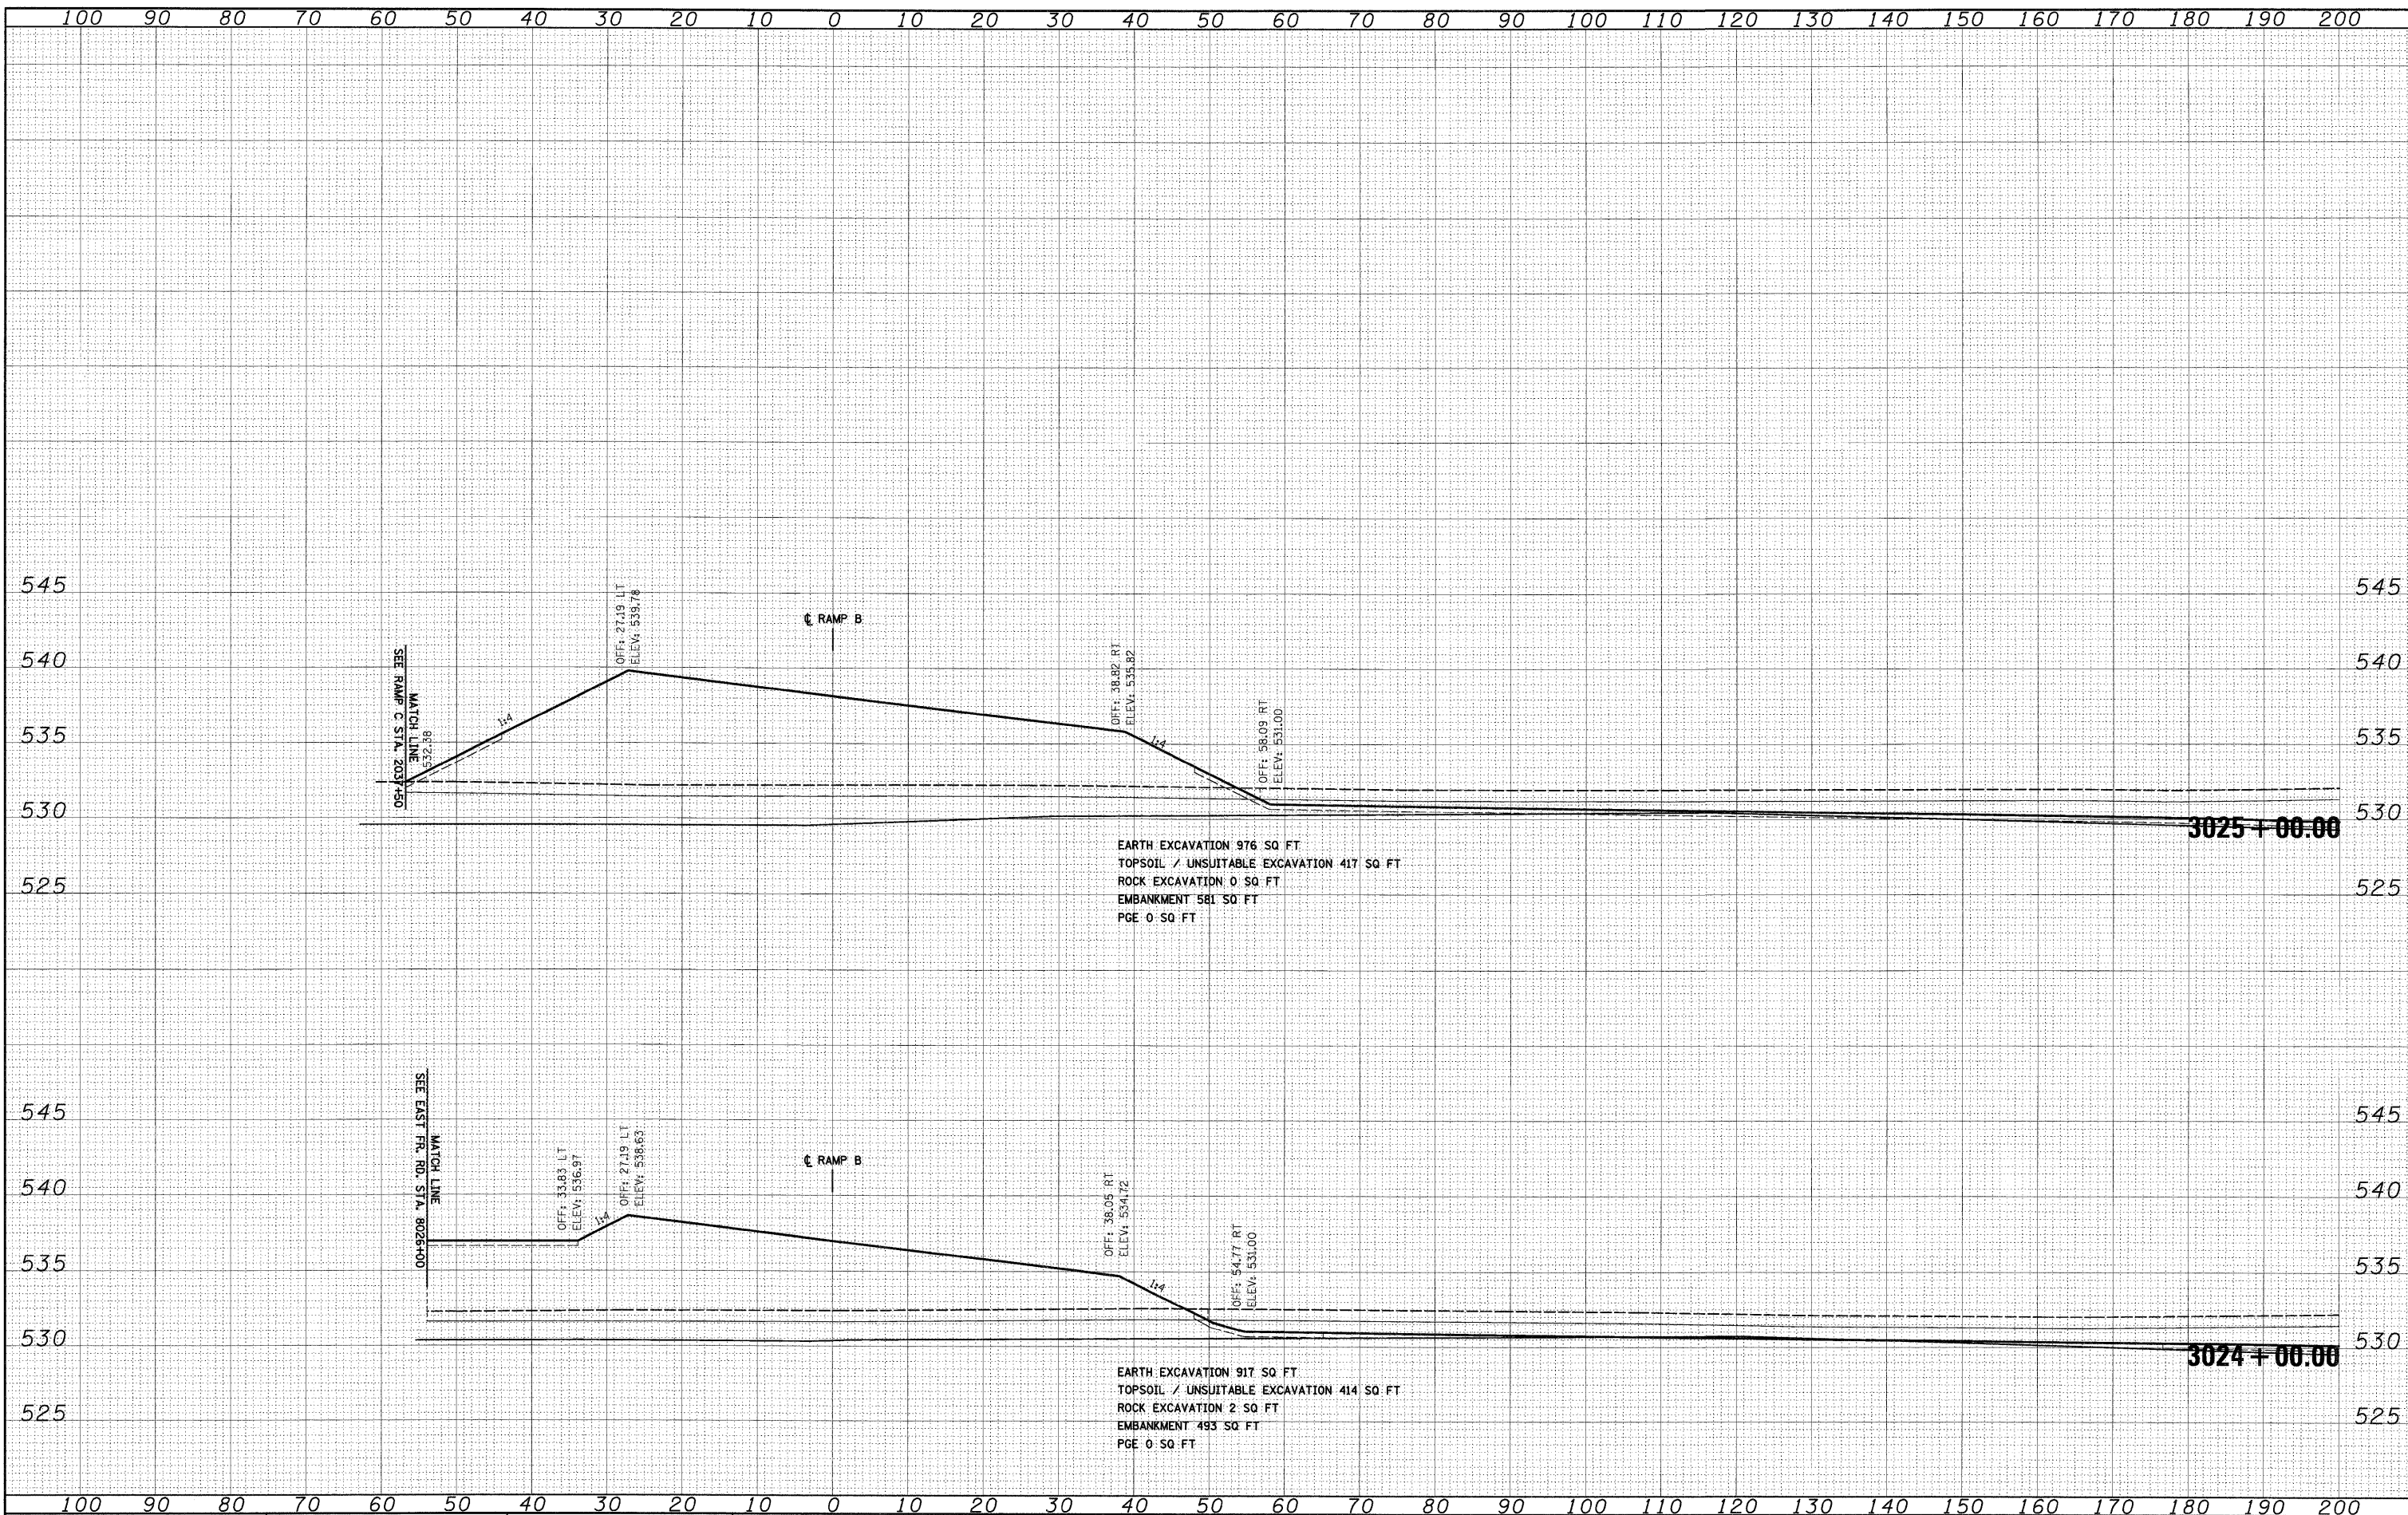 100 90 80 70 60 50 40 30 20 10 0 10 20 30 40 50 60 70 80 90 100 110 120 130 140 150 160 170 180 190 200
545 545
OFF: 27.19 LT
ELEV: 539.78
℄ RAMP B
540 540
SEE RAMP C STA. 2037+50
MATCH LINE
532.38
1:4
OFF: 38.82 RT
ELEV: 535.82
1:4
OFF: 58.09 RT
ELEV: 531.00
535 535
530 530
3025+00.00
EARTH EXCAVATION 976 SQ FT
TOPSOIL / UNSUITABLE EXCAVATION 417 SQ FT
ROCK EXCAVATION 0 SQ FT
EMBANKMENT 581 SQ FT
PGE 0 SQ FT
525 525
545 545
SEE EAST FR. RD. STA. 8026+00
MATCH LINE
OFF: 33.83 LT
ELEV: 536.97
1:4
OFF: 27.19 LT
ELEV: 538.63
℄ RAMP B
540 540
OFF: 38.05 RT
ELEV: 534.72
1:4
OFF: 54.77 RT
ELEV: 531.00
535 535
530 530
3024+00.00
EARTH EXCAVATION 917 SQ FT
TOPSOIL / UNSUITABLE EXCAVATION 414 SQ FT
ROCK EXCAVATION 2 SQ FT
EMBANKMENT 493 SQ FT
PGE 0 SQ FT
525 525
100 90 80 70 60 50 40 30 20 10 0 10 20 30 40 50 60 70 80 90 100 110 120 130 140 150 160 170 180 190 200